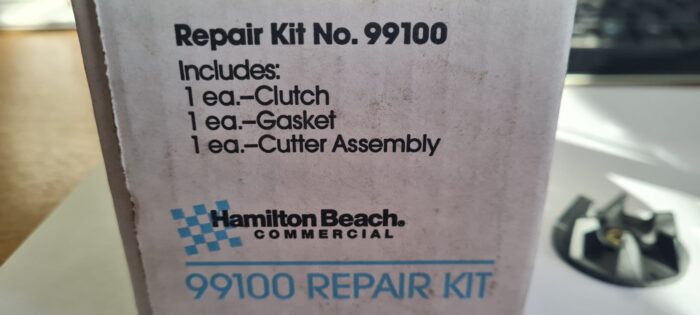 Repair Kit No. 99100
Includes:
1 ea.–Clutch
1 ea.–Gasket
1 ea.–Cutter Assembly
Hamilton Beach®
COMMERCIAL
99100 REPAIR KIT